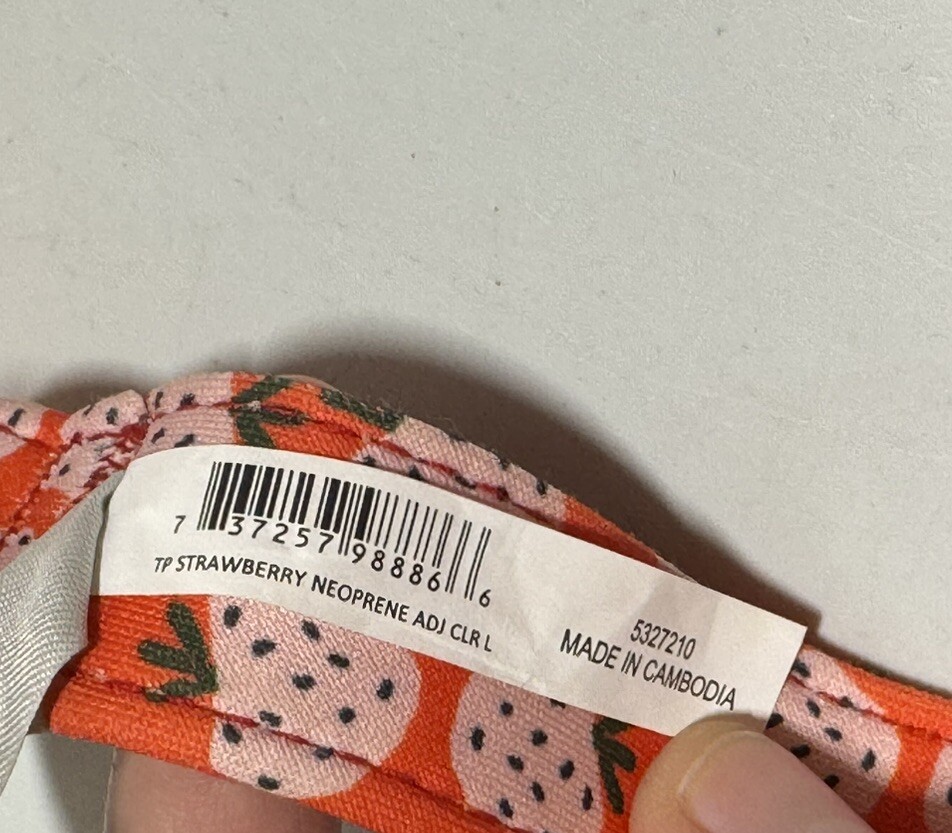 7 37257 98886 6
TP STRAWBERRY NEOPRENE ADJ CLR L
5327210
MADE IN CAMBODIA